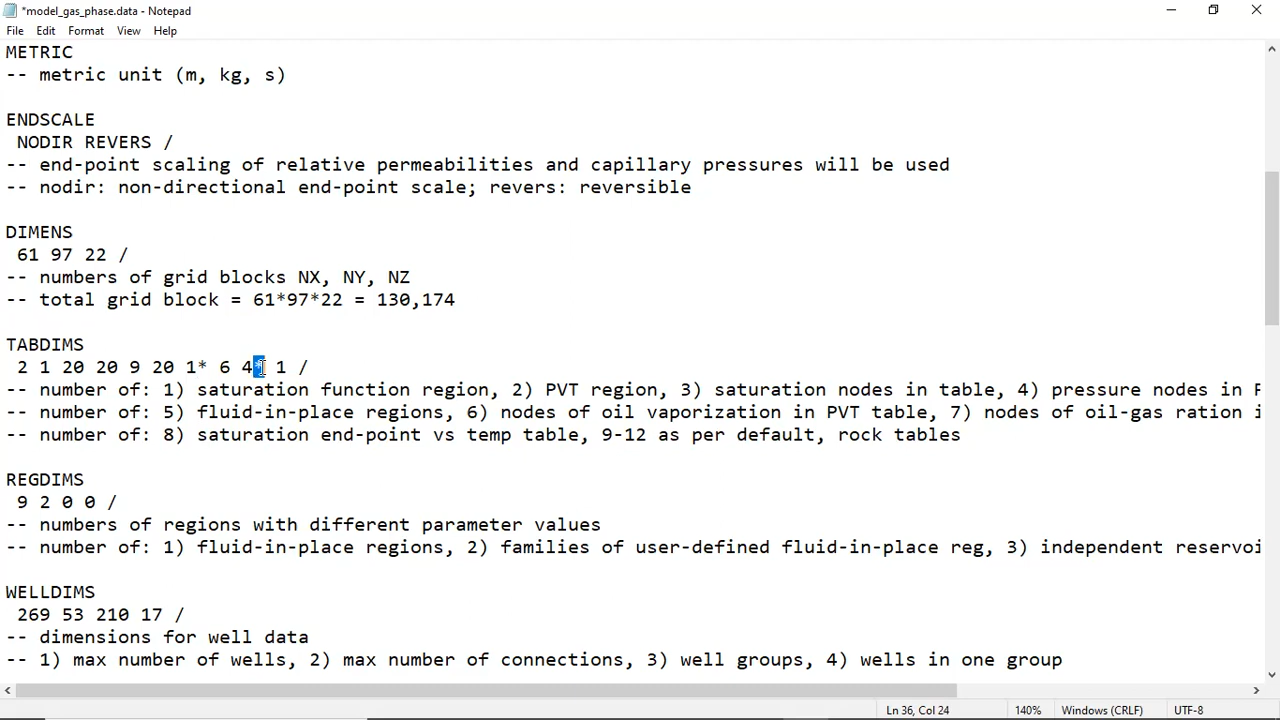 *model_gas_phase.data - Notepad
File Edit Format View Help
METRIC
-- metric unit (m, kg, s)
ENDSCALE
NODIR REVERS /
-- end-point scaling of relative permeabilities and capillary pressures will be used
-- nodir: non-directional end-point scale; revers: reversible
DIMENS
61 97 22 /
-- numbers of grid blocks NX, NY, NZ
-- total grid block = 61*97*22 = 130,174
TABDIMS
2 1 20 20 9 20 1* 6 4* 1 /
-- number of: 1) saturation function region, 2) PVT region, 3) saturation nodes in table, 4) pressure nodes in
-- number of: 5) fluid-in-place regions, 6) nodes of oil vaporization in PVT table, 7) nodes of oil-gas ration
-- number of: 8) saturation end-point vs temp table, 9-12 as per default, rock tables
REGDIMS
9 2 0 0 /
-- numbers of regions with different parameter values
-- number of: 1) fluid-in-place regions, 2) families of user-defined fluid-in-place reg, 3) independent reservoi
WELLDIMS
269 53 210 17 /
-- dimensions for well data
-- 1) max number of wells, 2) max number of connections, 3) well groups, 4) wells in one group
Ln 36, Col 24 140% Windows (CRLF) UTF-8